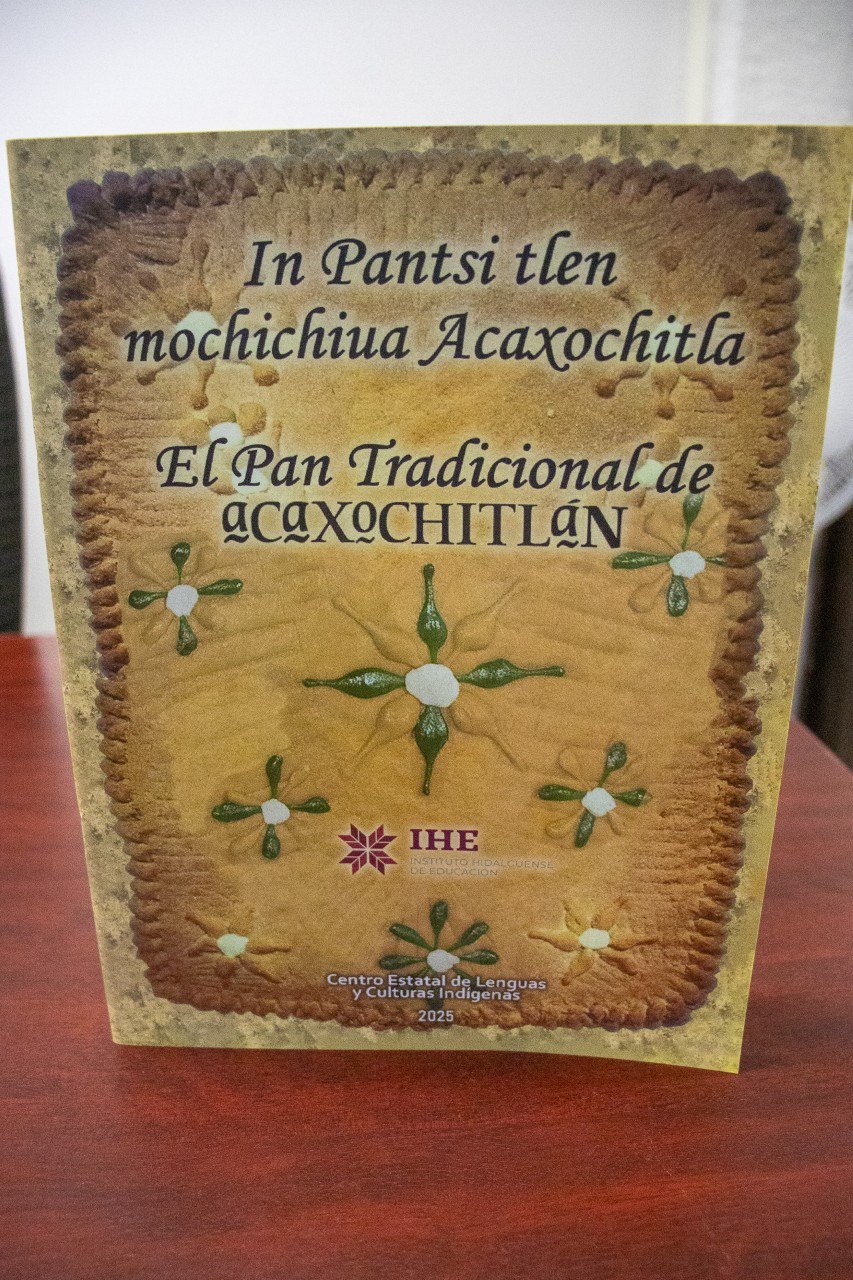 In Pantsi tlen
mochichiua Acaxochitla
El Pan Tradicional de
acaxoCHITLáN
IHE
INSTITUTO HIDALGUENSE
DE EDUCACIÓN
Centro Estatal de Lenguas
y Culturas Indígenas
2025